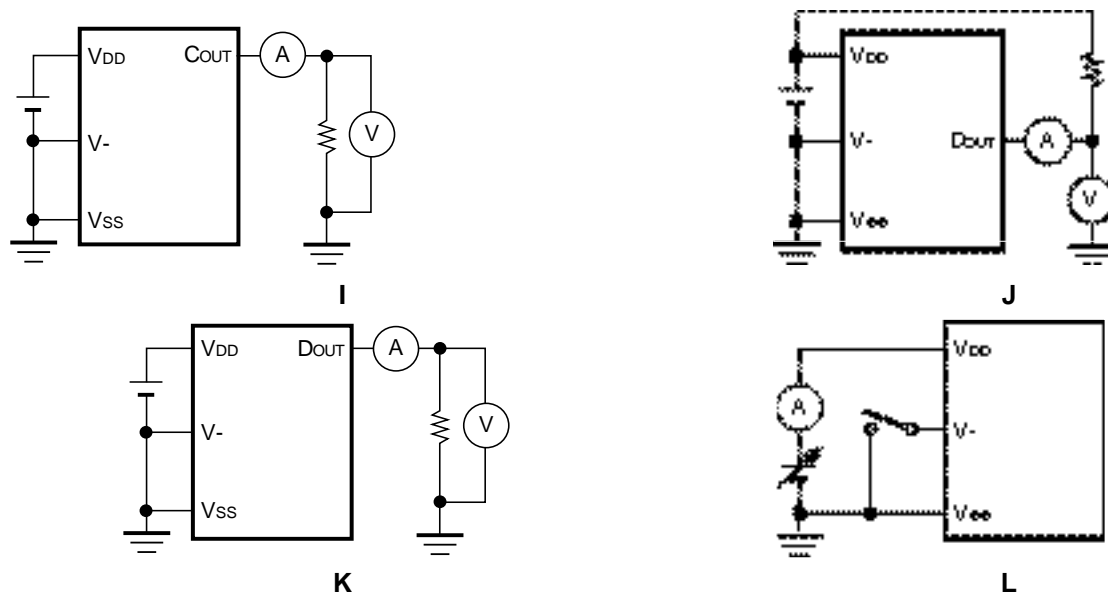 VDD COUT A
V- V
VSS
I
VDD
V- DOUT A
V
Vss
J
VDD DOUT A
V- V
VSS
K
VDD
A
V-
Vss
L